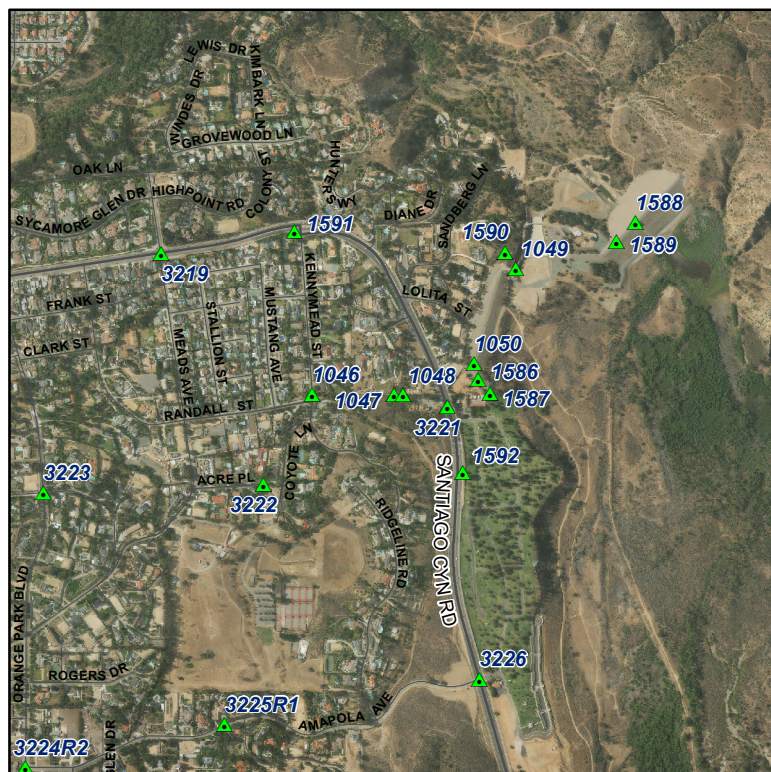 LEWIS DR
KIMBARK LN
WINDES DR
GROVEWOOD LN
OAK LN
COLONY ST
HUNTERS WY
SYCAMORE GLEN DR
HIGHPOINT RD
DIANE DR
SANDBERG LN
1588
1591
1590
1049
1589
3219
FRANK ST
STALLION ST
MUSTANG AVE
KENNYMEAD ST
LOLITA ST
CLARK ST
MEADS AVE
1050
1046
1048
1586
1047
1587
RANDALL ST
3221
COYOTE LN
1592
3223
ACRE PL
3222
SANTIAGO CYN RD
RIDGELINE RD
ORANGE PARK BLVD
ROGERS DR
3226
3225R1
AMAPOLA AVE
GLEN DR
3224R2